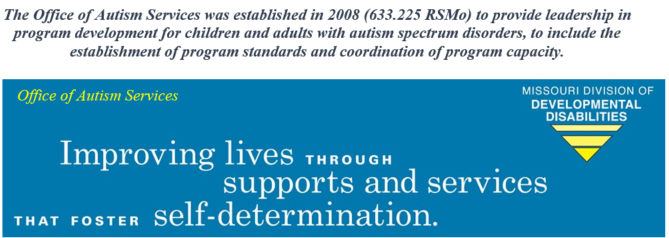 The Office of Autism Services was established in 2008 (633.225 RSMo) to provide leadership in
program development for children and adults with autism spectrum disorders, to include the
establishment of program standards and coordination of program capacity.
Office of Autism Services
MISSOURI DIVISION OF
DEVELOPMENTAL
DISABILITIES
Improving lives THROUGH
supports and services
THAT FOSTER self-determination.